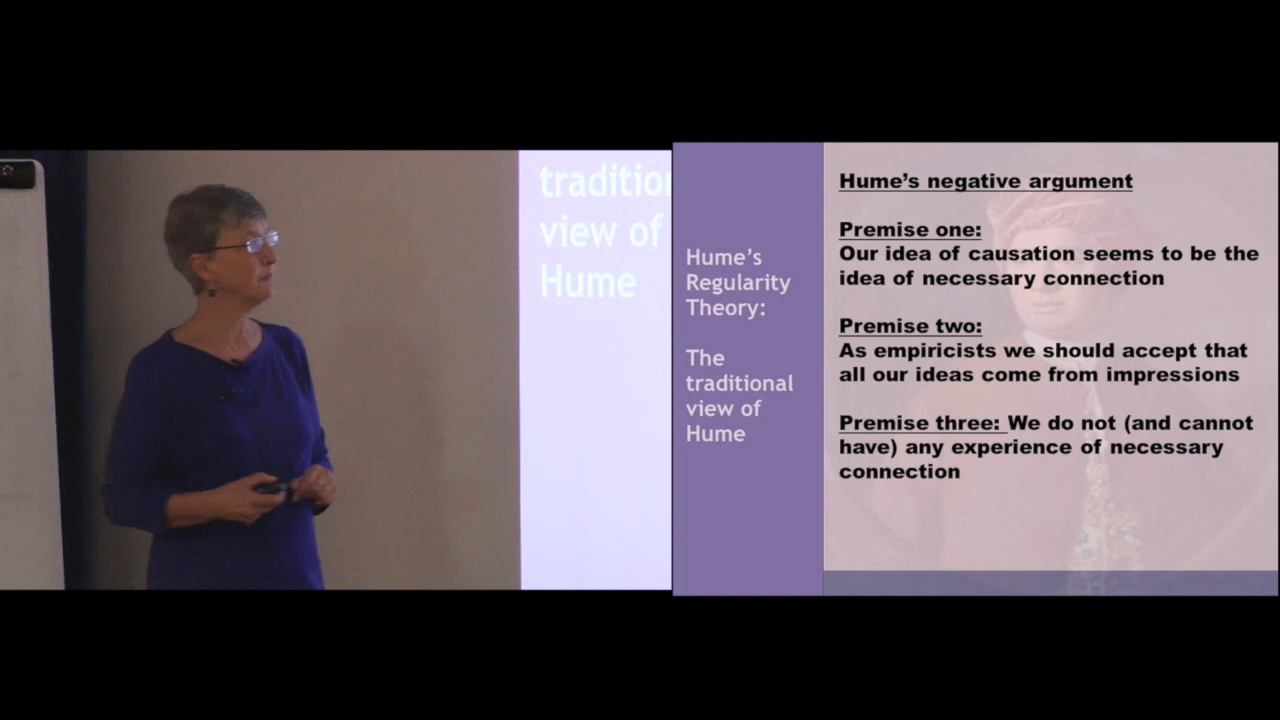 traditio
view of
Hume
Hume's
Regularity
Theory:
The
traditional
view of
Hume
Hume's negative argument
Premise one:
Our idea of causation seems to be the
idea of necessary connection
Premise two:
As empiricists we should accept that
all our ideas come from impressions
Premise three: We do not (and cannot
have) any experience of necessary
connection